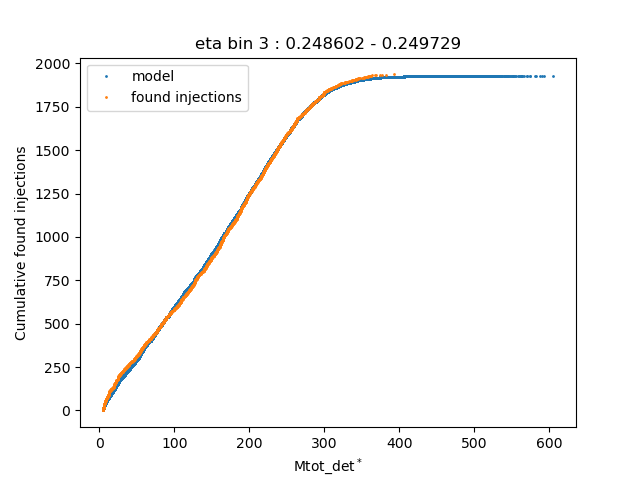 eta bin 3 : 0.248602 - 0.249729
2000
1750
1500
1250
1000
750
500
250
0
Cumulative found injections
model
found injections
0 100 200 300 400 500 600
Mtot_det*